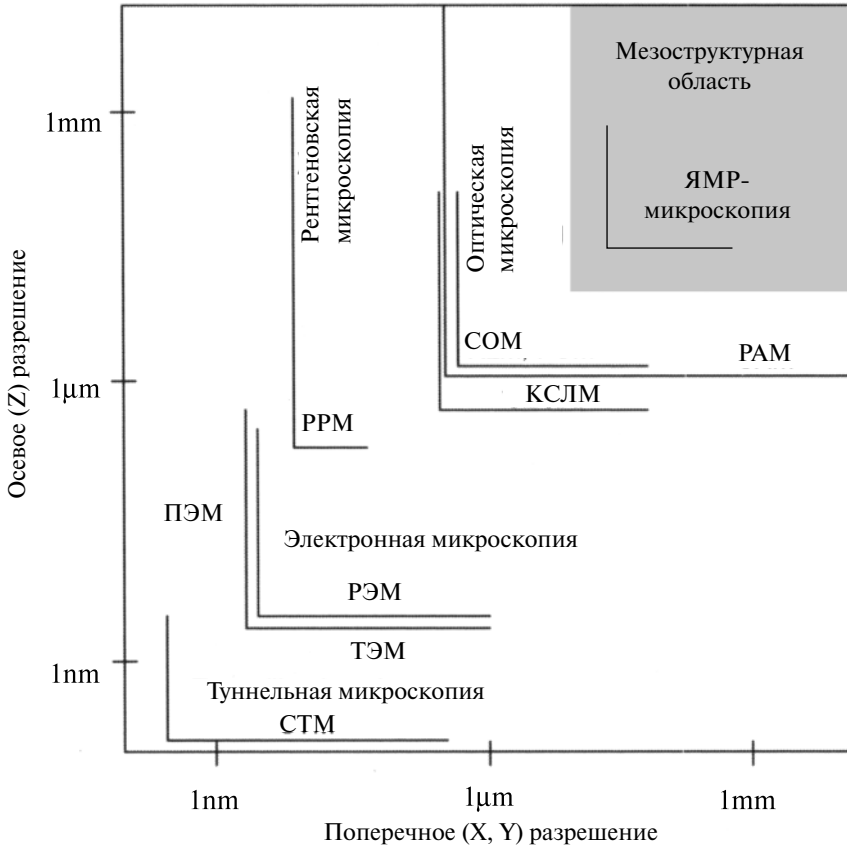 Мезоструктурная
область
1mm
Рентгеновская
микроскопия
Оптическая
микроскопия
ЯМР-
микроскопия
Осевое (Z) разрешение
СОМ
РАМ
1μm
КСЛМ
РРМ
ПЭМ
Электронная микроскопия
РЭМ
ТЭМ
1nm
Туннельная микроскопия
СТМ
1nm
1μm
1mm
Поперечное (X, Y) разрешение